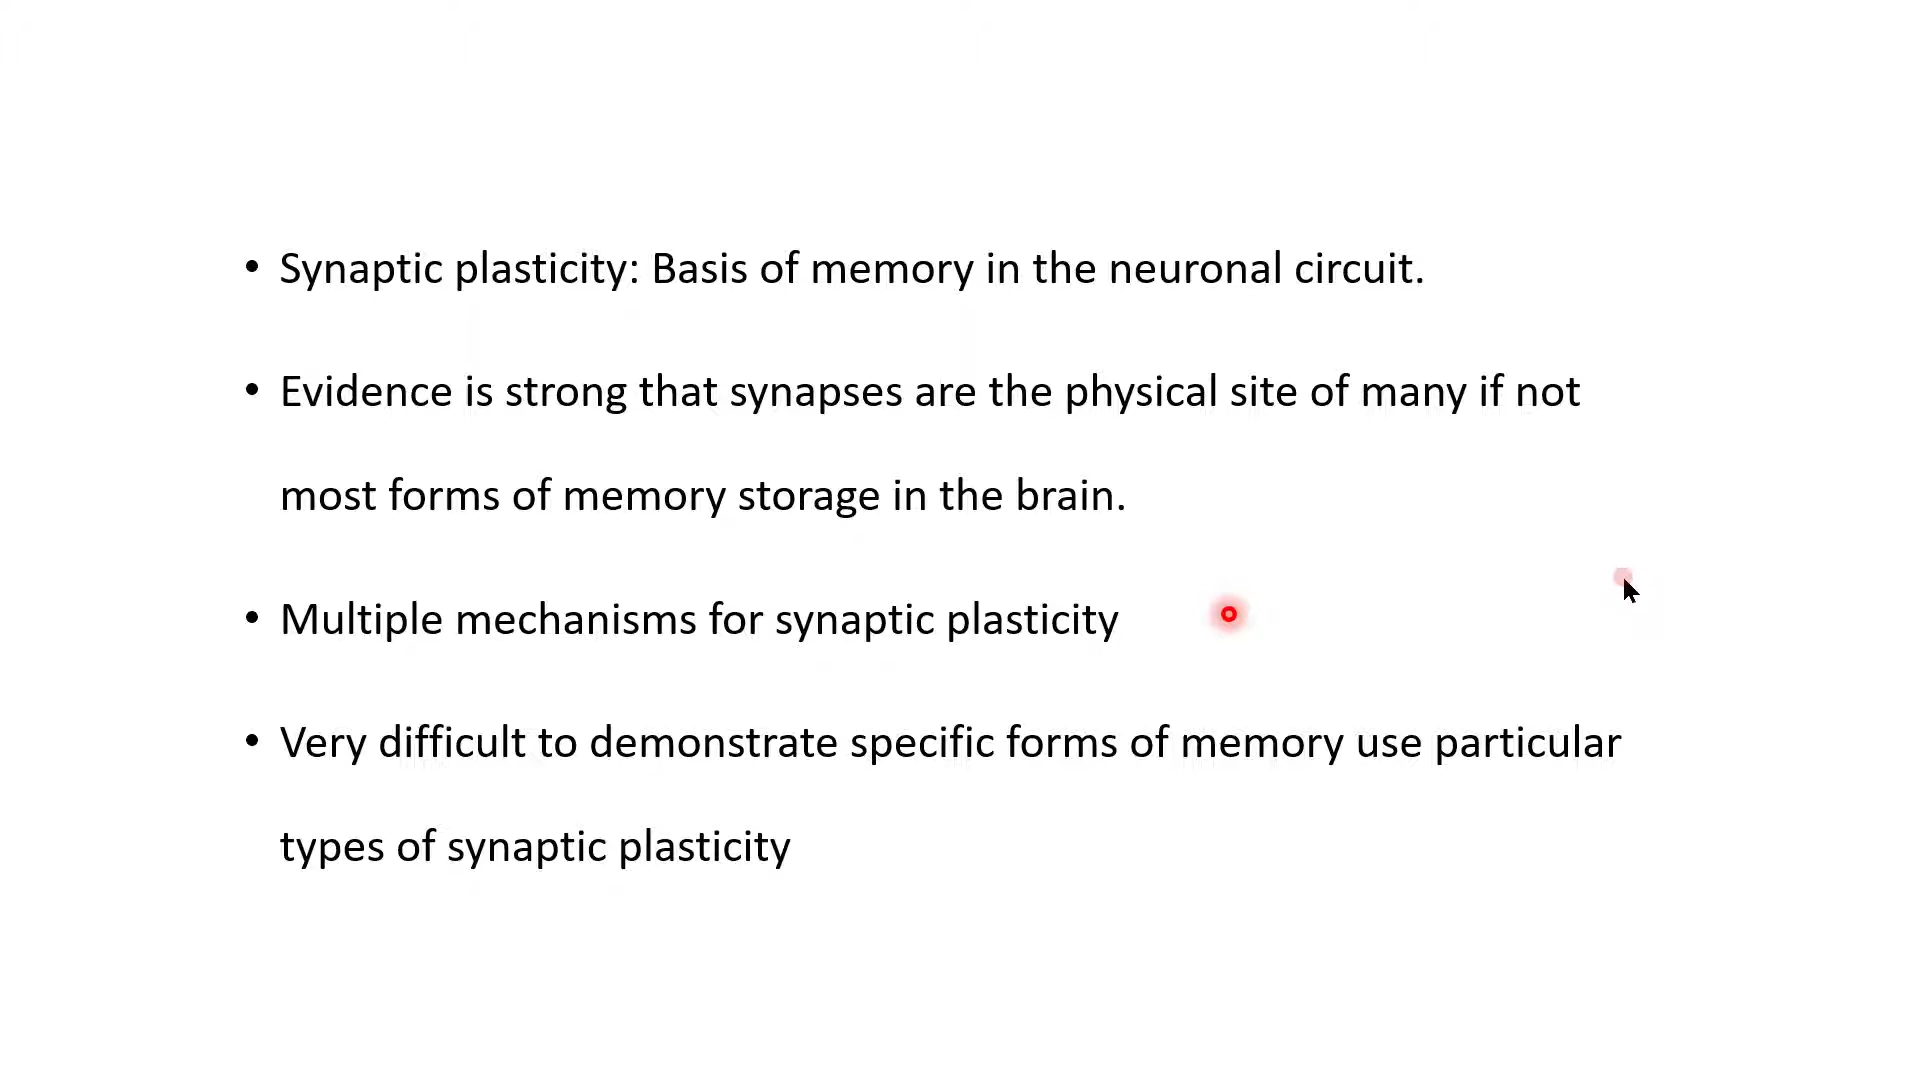 • Synaptic plasticity: Basis of memory in the neuronal circuit.
• Evidence is strong that synapses are the physical site of many if not
most forms of memory storage in the brain.
• Multiple mechanisms for synaptic plasticity
• Very difficult to demonstrate specific forms of memory use particular
types of synaptic plasticity